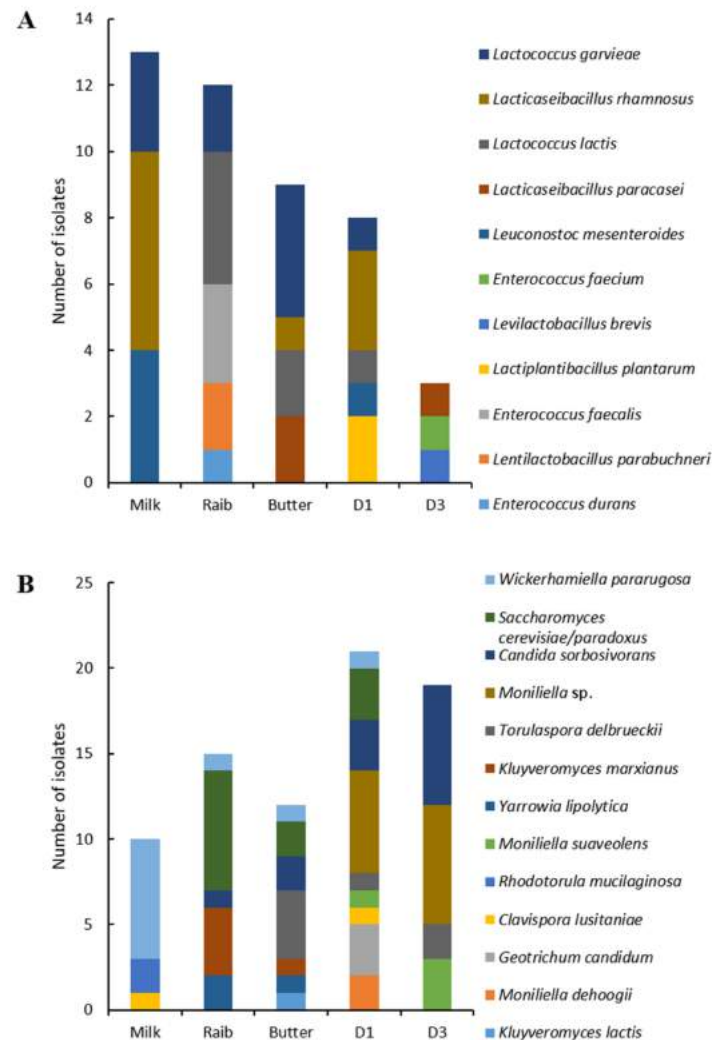 A
14
12
10
8
6
4
2
0
Number of isolates
Milk Raib Butter D1 D3
Lactococcus garvieae
Lacticaseibacillus rhamnosus
Lactococcus lactis
Lacticaseibacillus paracasei
Leuconostoc mesenteroides
Enterococcus faecium
Levilactobacillus brevis
Lactiplantibacillus plantarum
Enterococcus faecalis
Lentilactobacillus parabuchneri
Enterococcus durans
B
25
20
15
10
5
0
Number of isolates
Milk Raib Butter D1 D3
Wickerhamiella pararugosa
Saccharomyces
cerevisiae/paradoxus
Candida sorbosivorans
Moniliella sp.
Torulaspora delbrueckii
Kluyveromyces marxianus
Yarrowia lipolytica
Moniliella suaveolens
Rhodotorula mucilaginosa
Clavispora lusitaniae
Geotrichum candidum
Moniliella dehoogii
Kluyveromyces lactis